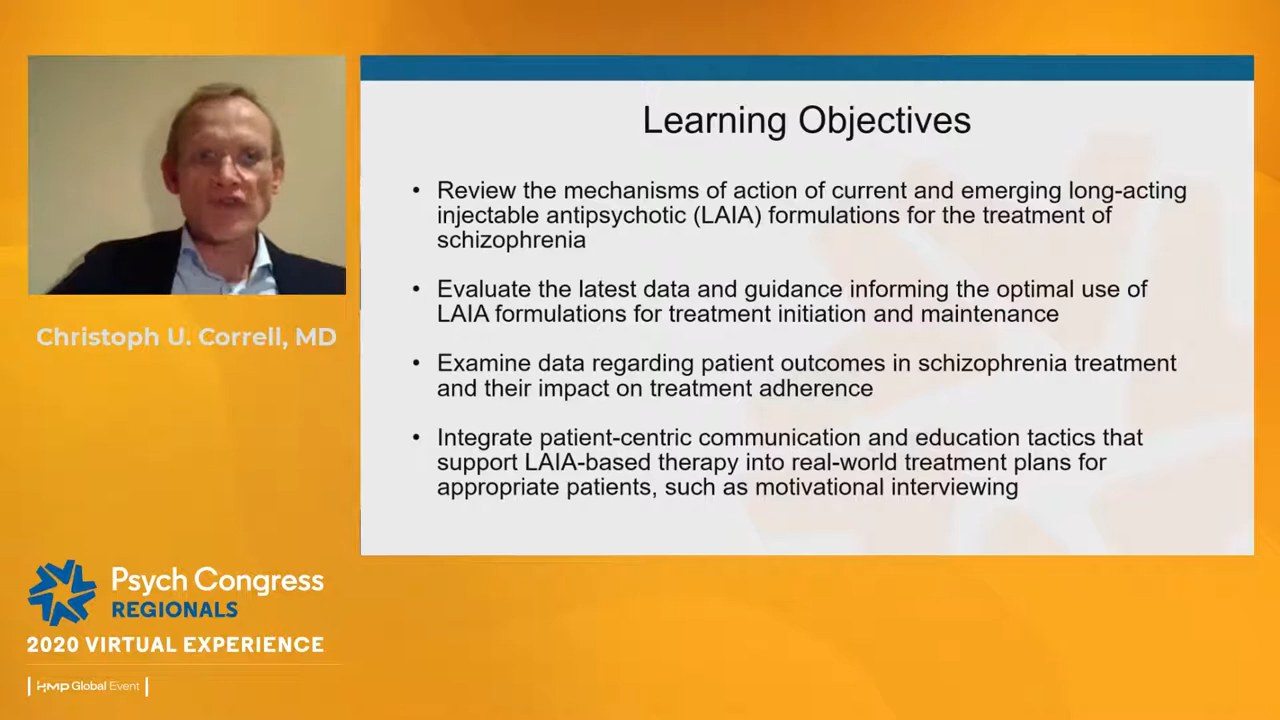 Learning Objectives
• Review the mechanisms of action of current and emerging long-acting
injectable antipsychotic (LAIA) formulations for the treatment of
schizophrenia
• Evaluate the latest data and guidance informing the optimal use of
LAIA formulations for treatment initiation and maintenance
• Examine data regarding patient outcomes in schizophrenia treatment
and their impact on treatment adherence
• Integrate patient-centric communication and education tactics that
support LAIA-based therapy into real-world treatment plans for
appropriate patients, such as motivational interviewing
Christoph U. Correll, MD
Psych Congress
REGIONALS
2020 VIRTUAL EXPERIENCE
HMP Global Event